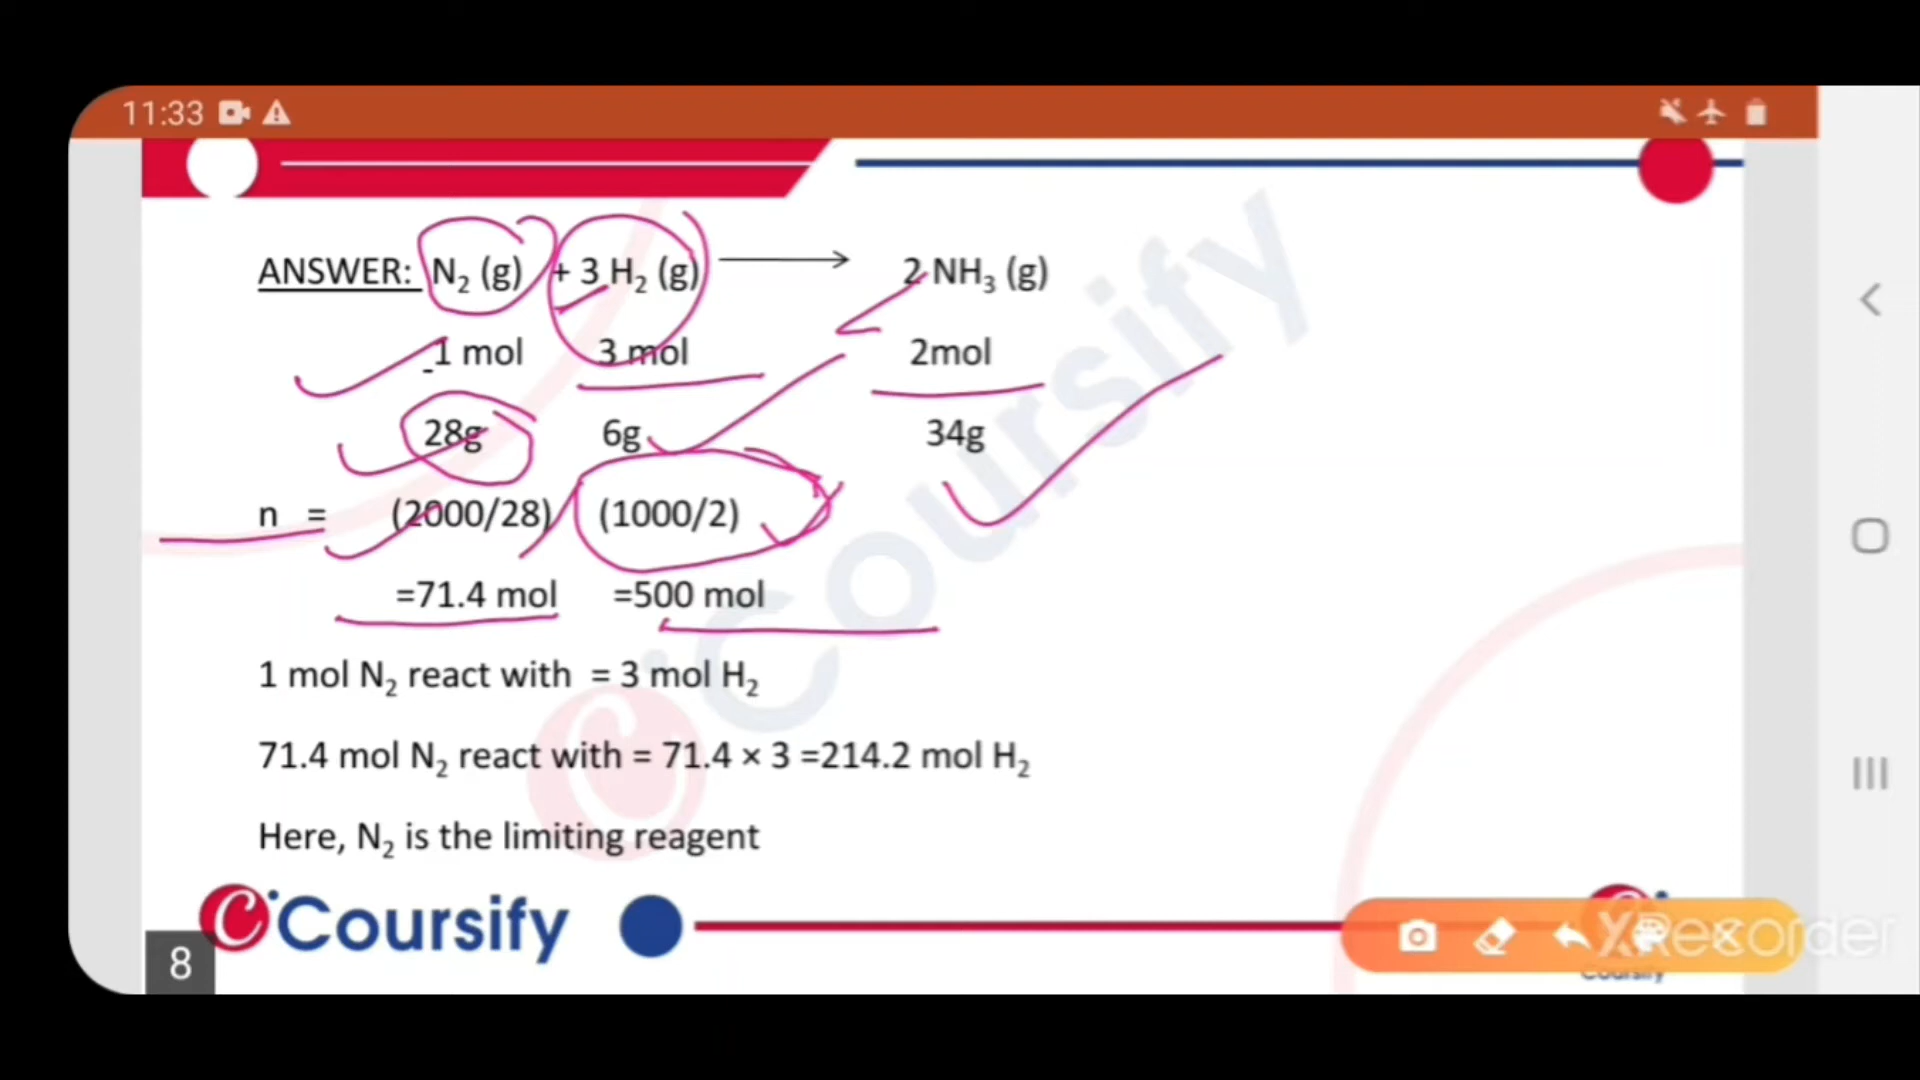 11:33
ANSWER: N₂ (g) + 3 H₂ (g) ⟶ 2 NH₃ (g)
1 mol 3 mol 2mol
28g 6g 34g
n = (2000/28) (1000/2)
=71.4 mol =500 mol
1 mol N₂ react with = 3 mol H₂
71.4 mol N₂ react with = 71.4 × 3 =214.2 mol H₂
Here, N₂ is the limiting reagent
Coursify
Coursify
XRecorder
Coursify
8